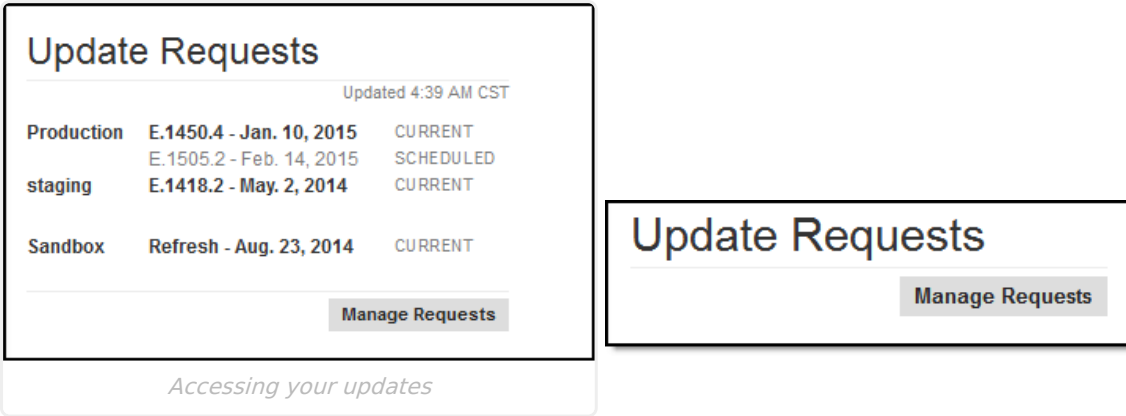 Update Requests
Updated 4:39 AM CST
Production E.1450.4 - Jan. 10, 2015 CURRENT
E.1505.2 - Feb. 14, 2015 SCHEDULED
staging E.1418.2 - May. 2, 2014 CURRENT
Sandbox Refresh - Aug. 23, 2014 CURRENT
Manage Requests
Accessing your updates
Update Requests
Manage Requests